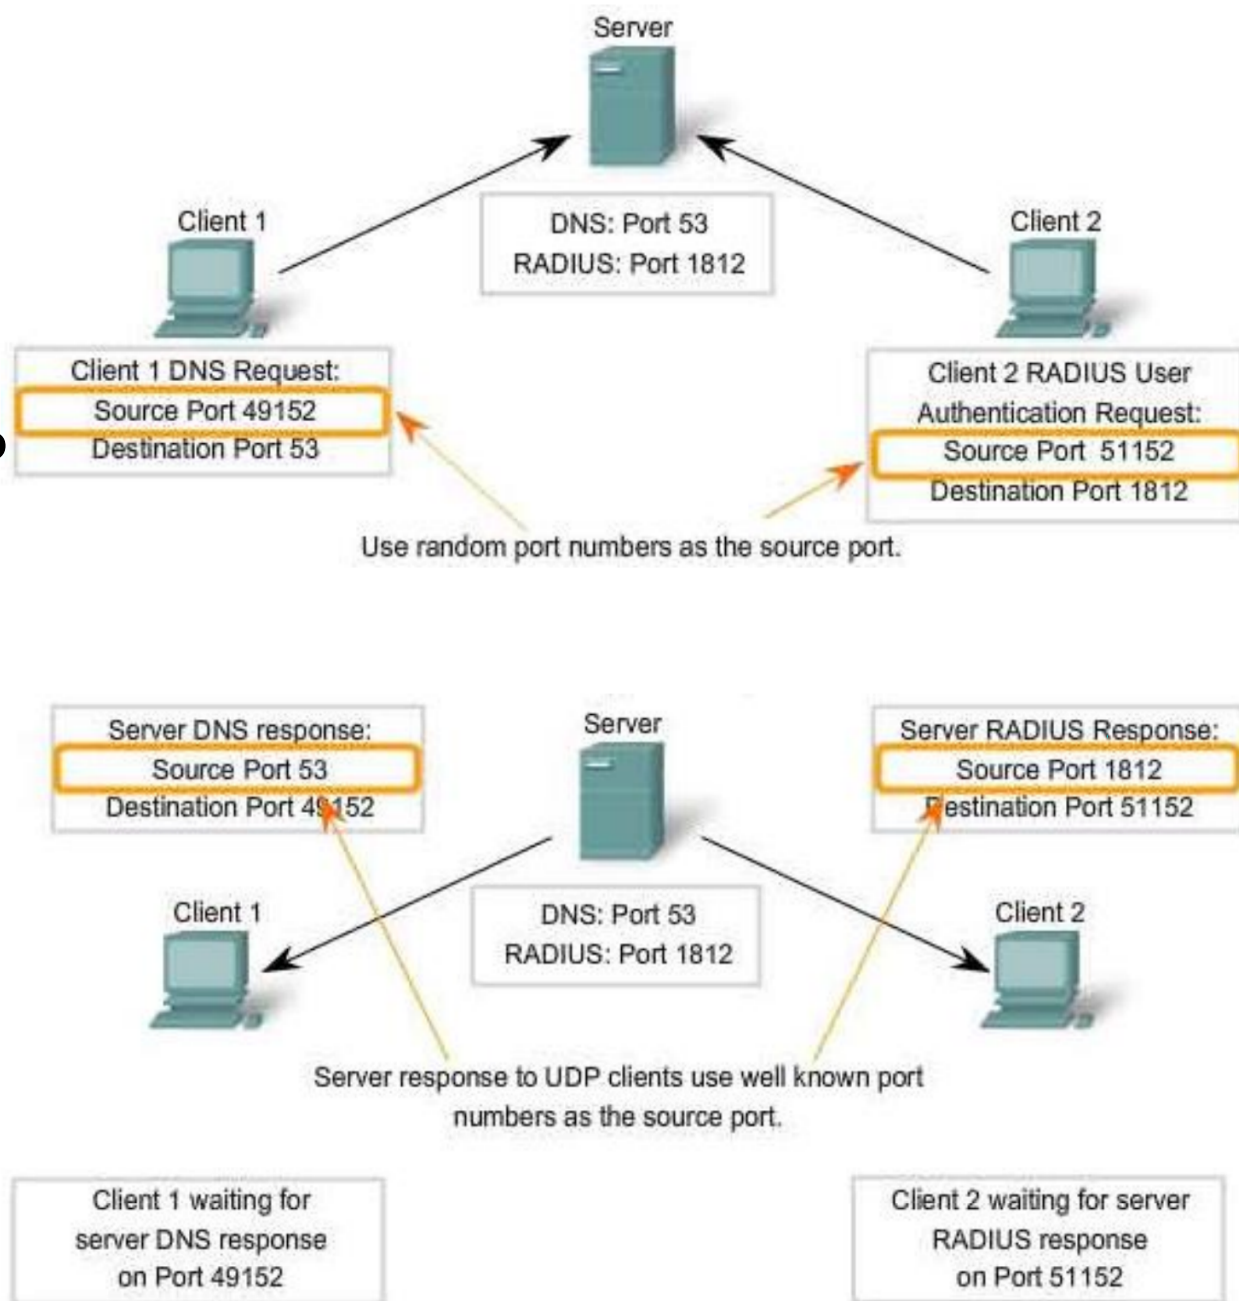 Server
Client 1
DNS: Port 53
RADIUS: Port 1812
Client 2
Client 1 DNS Request:
Source Port 49152
Destination Port 53
Client 2 RADIUS User
Authentication Request:
Source Port 51152
Destination Port 1812
Use random port numbers as the source port.
Server DNS response:
Source Port 53
Destination Port 49152
Server
Server RADIUS Response:
Source Port 1812
Destination Port 51152
Client 1
DNS: Port 53
RADIUS: Port 1812
Client 2
Server response to UDP clients use well known port
numbers as the source port.
Client 1 waiting for
server DNS response
on Port 49152
Client 2 waiting for server
RADIUS response
on Port 51152